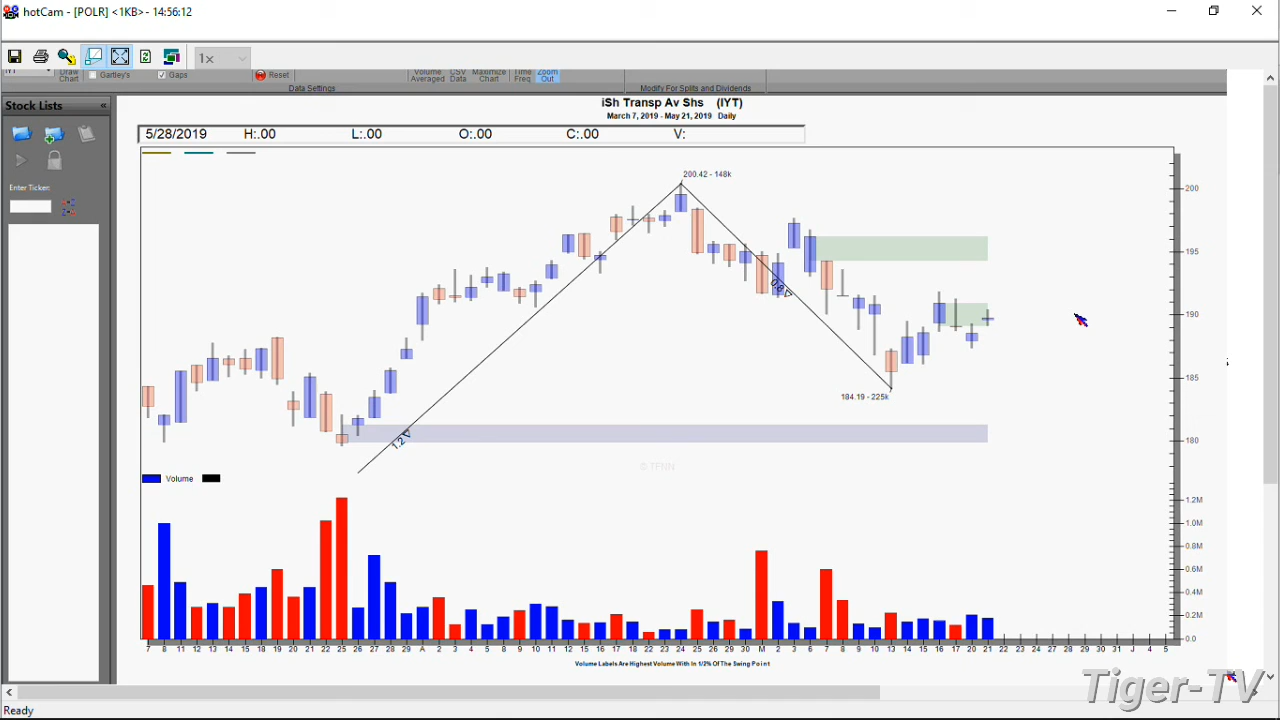 hotCam - [POLR] <1KB> - 14:56:12
1x
IYT
Draw Chart
Gartley's
Gaps
Reset
Volume Averaged
CSV Data
Maximize Chart
Time Freq
Zoom Out
Data Settings
Modify For Splits and Dividends
Stock Lists «
Enter Ticker:
iSh Transp Av Shs (IYT)
March 7, 2019 - May 21, 2019 Daily
5/28/2019 H:.00 L:.00 O:.00 C:.00 V:
200.42 - 148k
200
195
190
185
180
0.8
184.19 - 225k
1.2
© TFNN
Volume
1.2M
1.0M
0.8M
0.6M
0.4M
0.2M
0.0
7 8 11 12 13 14 15 18 19 20 21 22 25 26 27 28 29 A 2 3 4 5 8 9 10 11 12 15 16 17 18 22 23 24 25 26 29 30 M 2 3 6 7 8 9 10 13 14 15 16 17 20 21 22 23 24 27 28 29 30 31 J 4 5
Volume Labels Are Highest Volume With In 1/2% Of The Swing Point
Tiger-TV
Ready